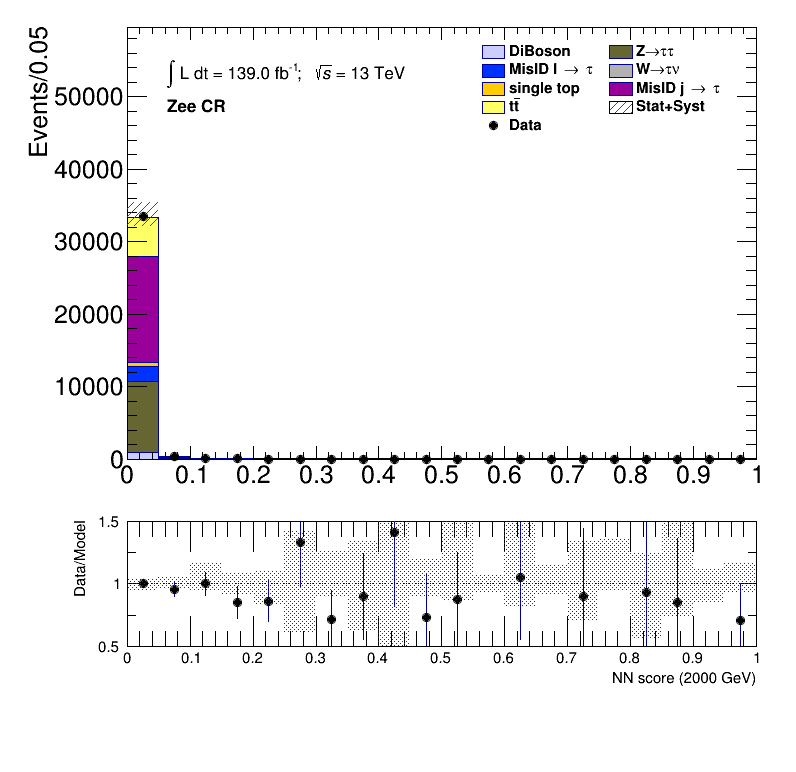 Events/0.05
50000
40000
30000
20000
10000
0
∫ L dt = 139.0 fb⁻¹; √s = 13 TeV
Zee CR
DiBoson
MisID l → τ
single top
tt̄
Data
Z→ττ
W→τν
MisID j → τ
Stat+Syst
0 0.1 0.2 0.3 0.4 0.5 0.6 0.7 0.8 0.9 1
Data/Model
1.5
1
0.5
0 0.1 0.2 0.3 0.4 0.5 0.6 0.7 0.8 0.9 1
NN score (2000 GeV)